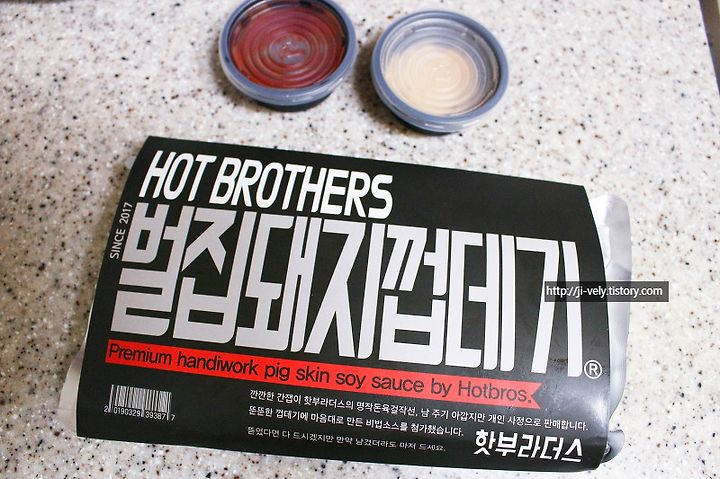 HOT BROTHERS
SINCE 2017
벌집돼지껍데기®
http://ji-vely.tistory.com
Premium handiwork pig skin soy sauce by Hotbros.
깐깐한 간잽이 핫부라더스의 명작돈육걸작선, 남 주기 아깝지만 개인 사정으로 판매합니다.
뜬뜬한 껍데기에 마음대로 만든 비법소스를 첨가했습니다.
뜯었다면 다 드시겠지만 만약 남겼더라도 마저 드세요.
핫부라더스
2 0190329 39387 7